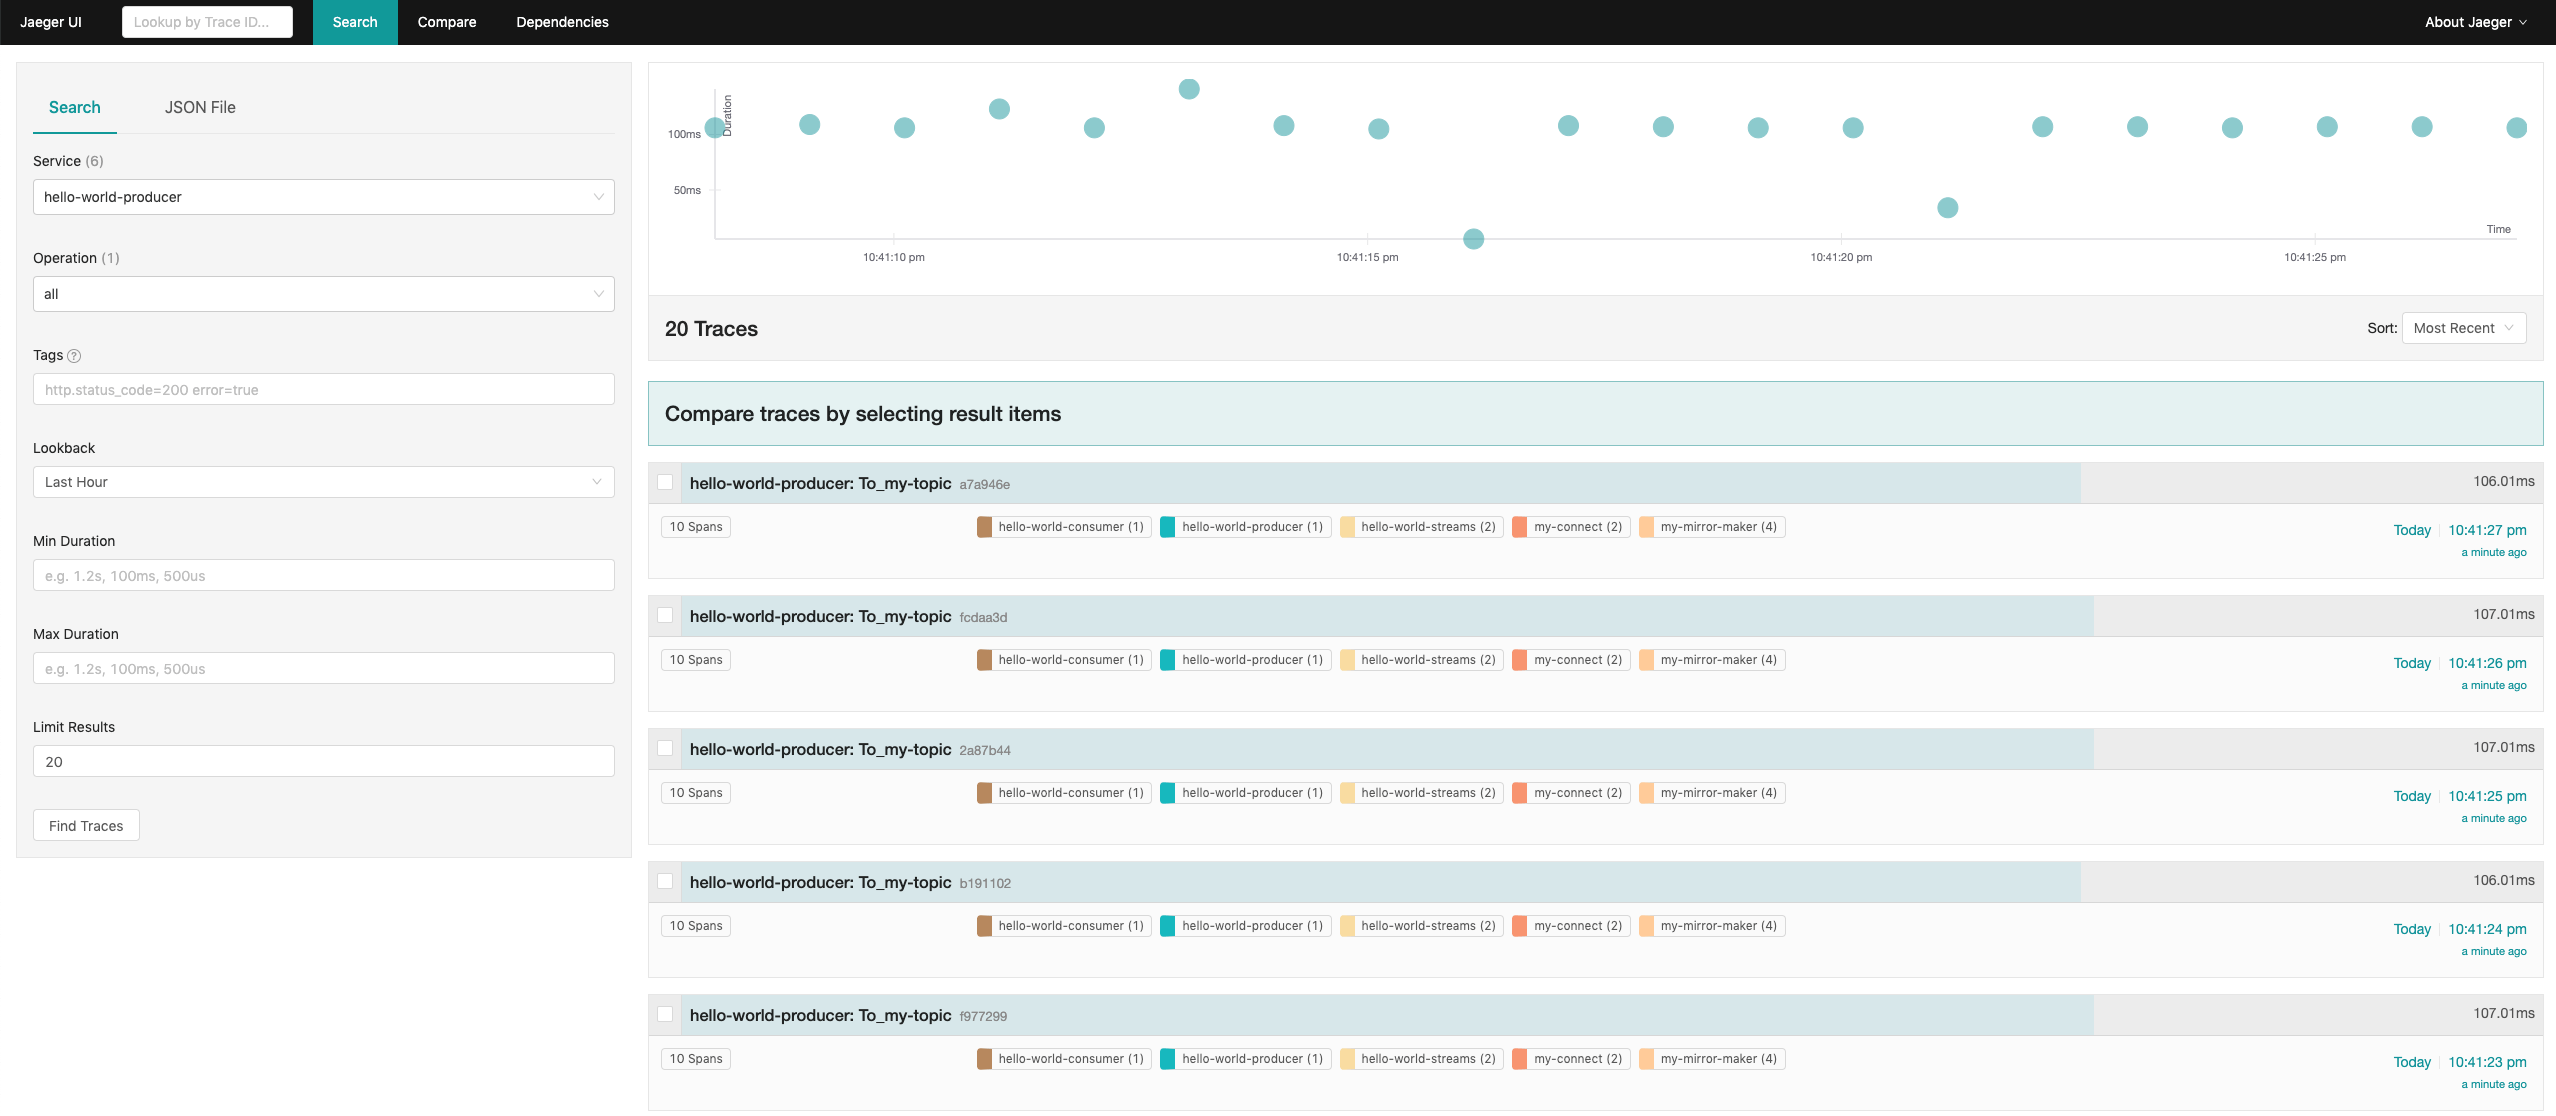 Jaeger UI
Lookup by Trace ID...
Search
Compare
Dependencies
About Jaeger
Search
JSON File
Service (6)
hello-world-producer
Operation (1)
all
Tags ?
http.status_code=200 error=true
Lookback
Last Hour
Min Duration
e.g. 1.2s, 100ms, 500us
Max Duration
e.g. 1.2s, 100ms, 500us
Limit Results
20
Find Traces
Duration
100ms
50ms
Time
10:41:10 pm
10:41:15 pm
10:41:20 pm
10:41:25 pm
20 Traces
Sort: Most Recent
Compare traces by selecting result items
hello-world-producer: To_my-topic a7a946e
106.01ms
10 Spans
hello-world-consumer (1)
hello-world-producer (1)
hello-world-streams (2)
my-connect (2)
my-mirror-maker (4)
Today 10:41:27 pm
a minute ago
hello-world-producer: To_my-topic fcdaa3d
107.01ms
10 Spans
hello-world-consumer (1)
hello-world-producer (1)
hello-world-streams (2)
my-connect (2)
my-mirror-maker (4)
Today 10:41:26 pm
a minute ago
hello-world-producer: To_my-topic 2a87b44
107.01ms
10 Spans
hello-world-consumer (1)
hello-world-producer (1)
hello-world-streams (2)
my-connect (2)
my-mirror-maker (4)
Today 10:41:25 pm
a minute ago
hello-world-producer: To_my-topic b191102
106.01ms
10 Spans
hello-world-consumer (1)
hello-world-producer (1)
hello-world-streams (2)
my-connect (2)
my-mirror-maker (4)
Today 10:41:24 pm
a minute ago
hello-world-producer: To_my-topic f977299
107.01ms
10 Spans
hello-world-consumer (1)
hello-world-producer (1)
hello-world-streams (2)
my-connect (2)
my-mirror-maker (4)
Today 10:41:23 pm
a minute ago